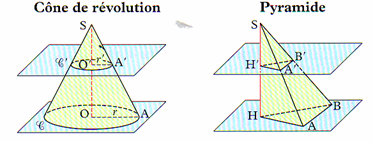 Cône de révolution
Pyramide
S
S
𝒞′
O′
r′
A′
H′
B′
A′
O
r
A
H
B
𝒞
A